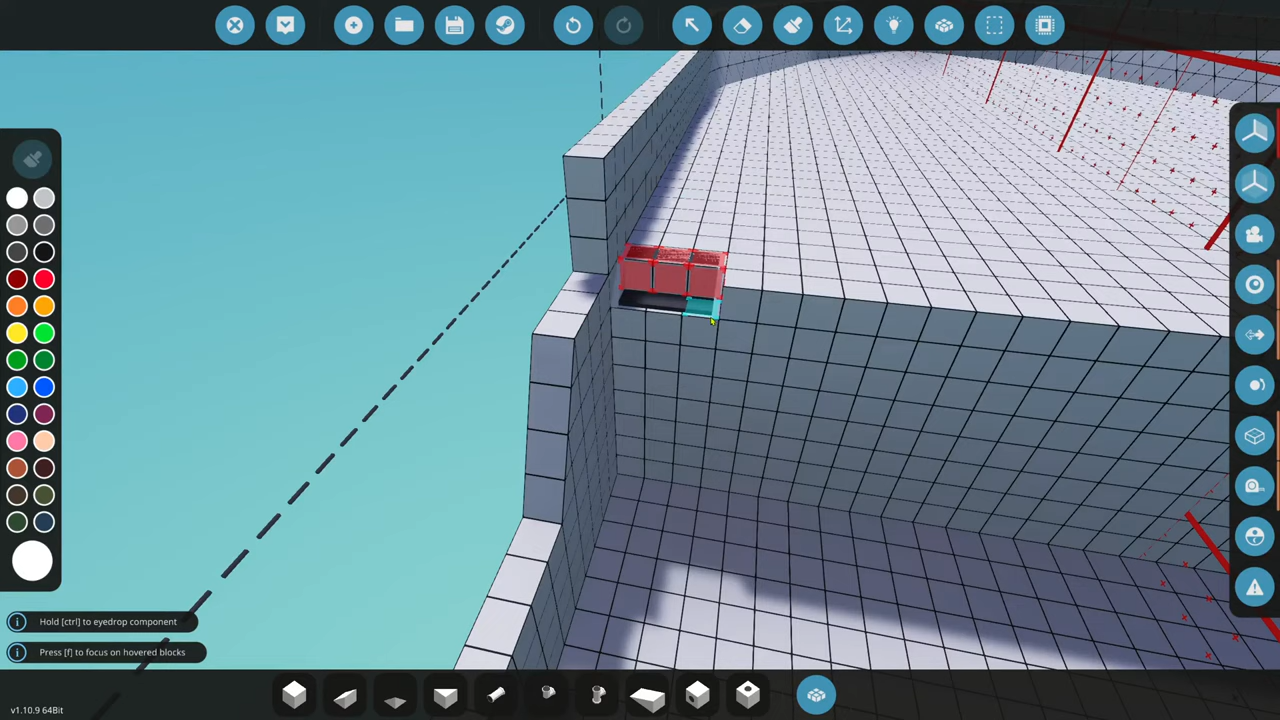 Hold [ctrl] to eyedrop component
Press [f] to focus on hovered blocks
v1.10.9 64Bit